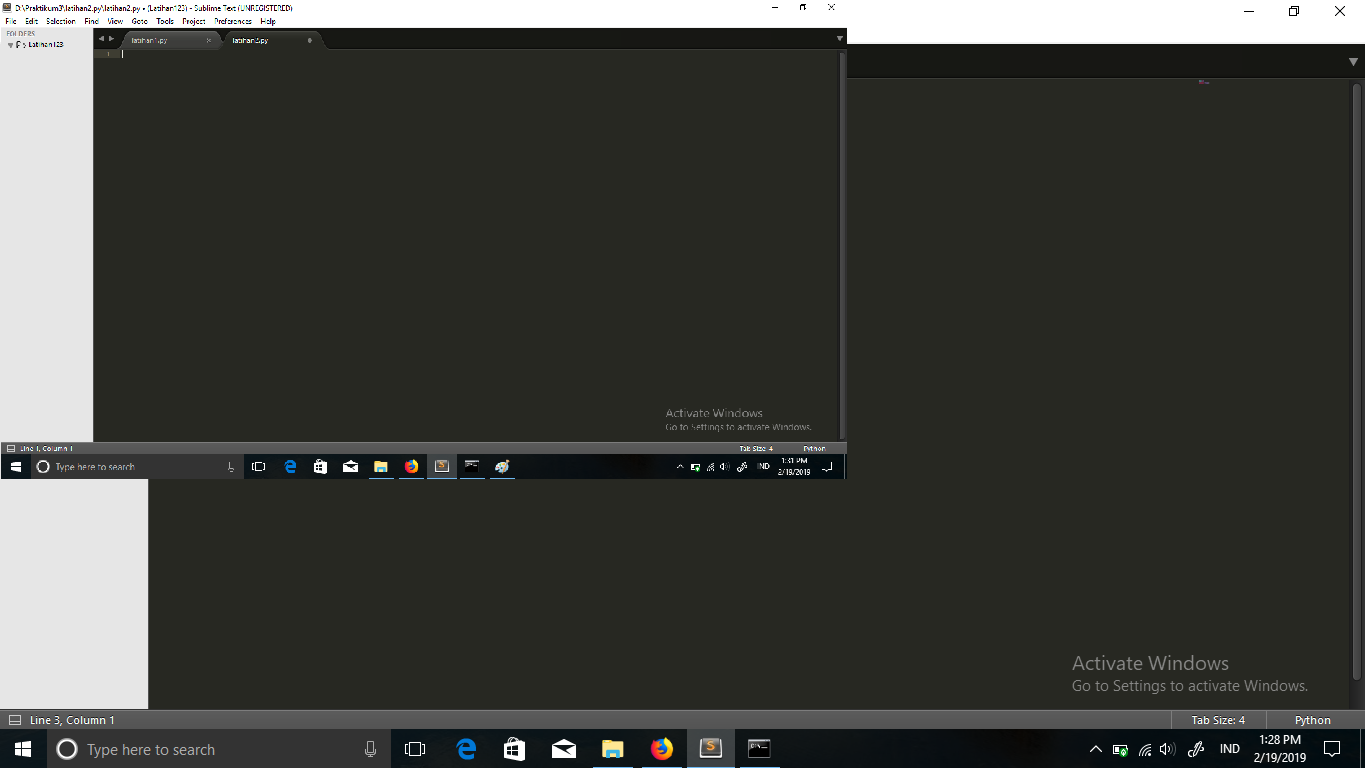 D:\Praktikum3\latihan2.py\latihan2.py • (Latihan123) - Sublime Text (UNREGISTERED)
File Edit Selection Find View Goto Tools Project Preferences Help
FOLDERS
Latihan123
latihan1.py
latihan2.py
1
Activate Windows
Go to Settings to activate Windows.
Line 1, Column 1
Tab Size: 4
Python
Type here to search
IND
1:31 PM
2/19/2019
Activate Windows
Go to Settings to activate Windows.
Line 3, Column 1
Tab Size: 4
Python
Type here to search
IND
1:28 PM
2/19/2019